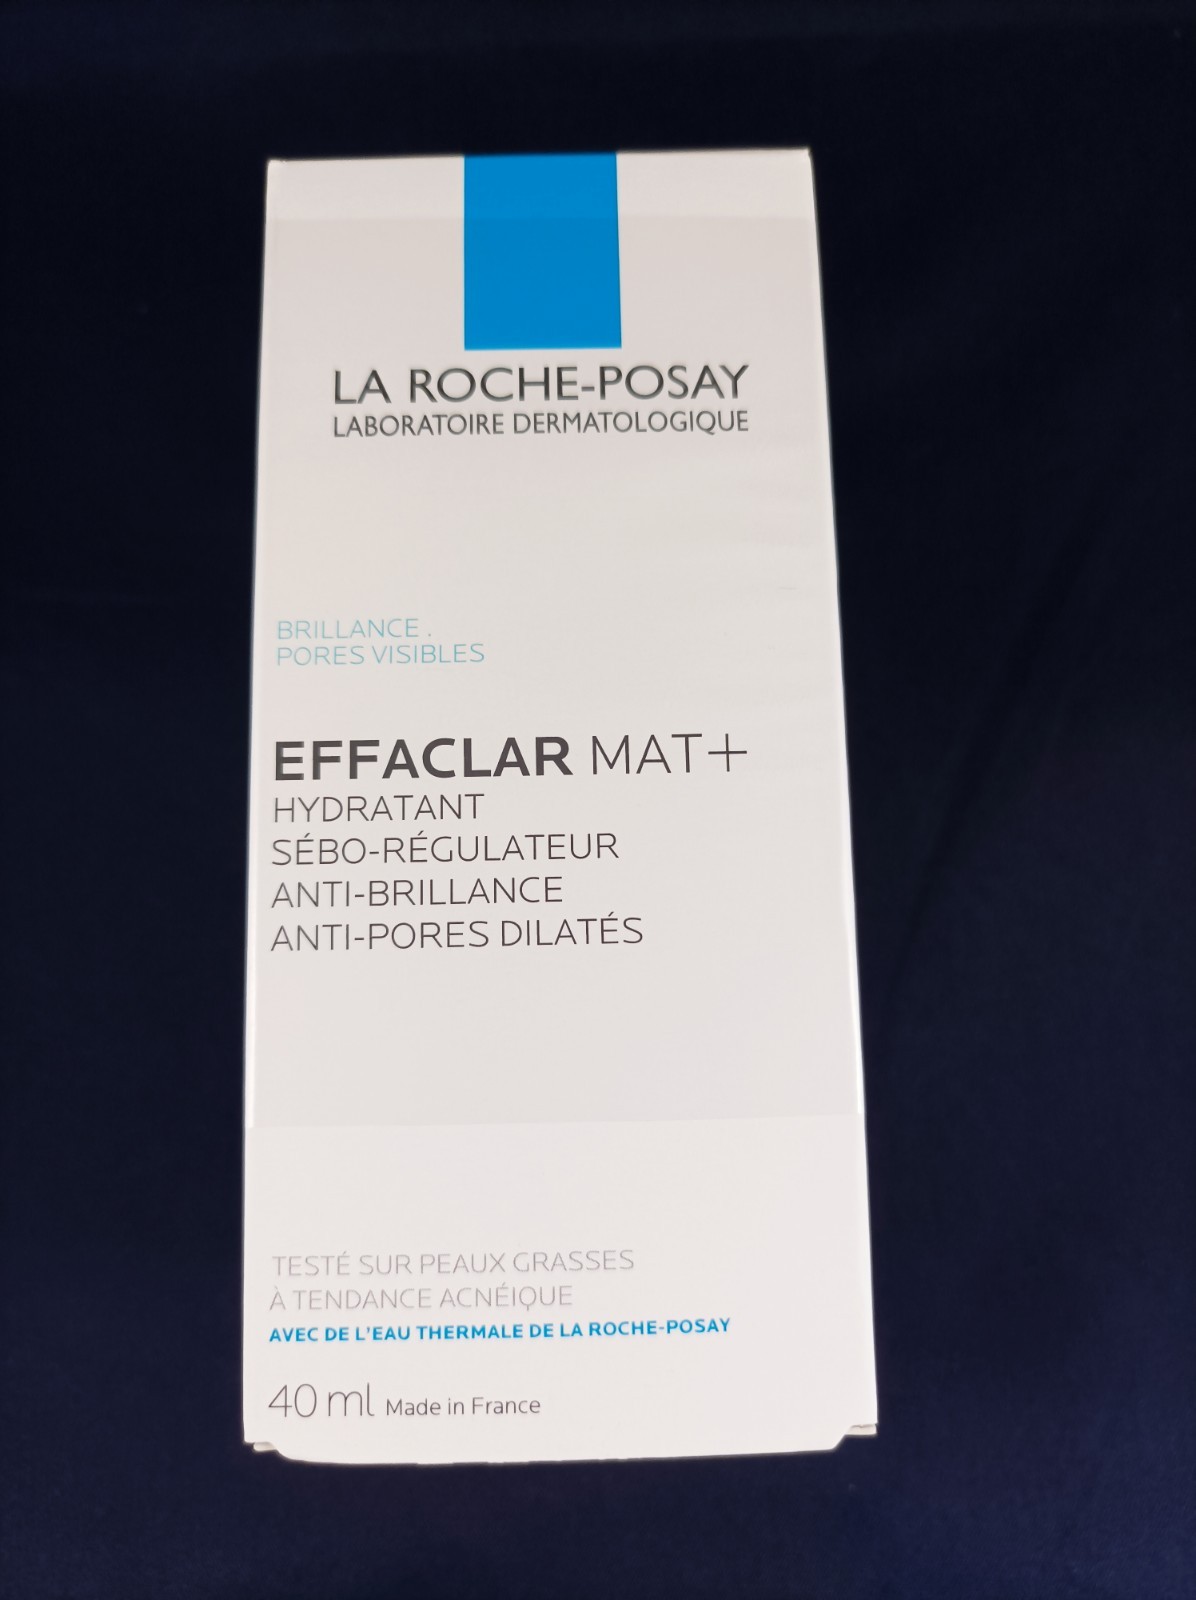 LA ROCHE-POSAY
LABORATOIRE DERMATOLOGIQUE
BRILLANCE .
PORES VISIBLES
EFFACLAR MAT+
HYDRATANT
SÉBO-RÉGULATEUR
ANTI-BRILLANCE
ANTI-PORES DILATÉS
TESTÉ SUR PEAUX GRASSES
À TENDANCE ACNÉIQUE
AVEC DE L'EAU THERMALE DE LA ROCHE-POSAY
40 ml Made in France